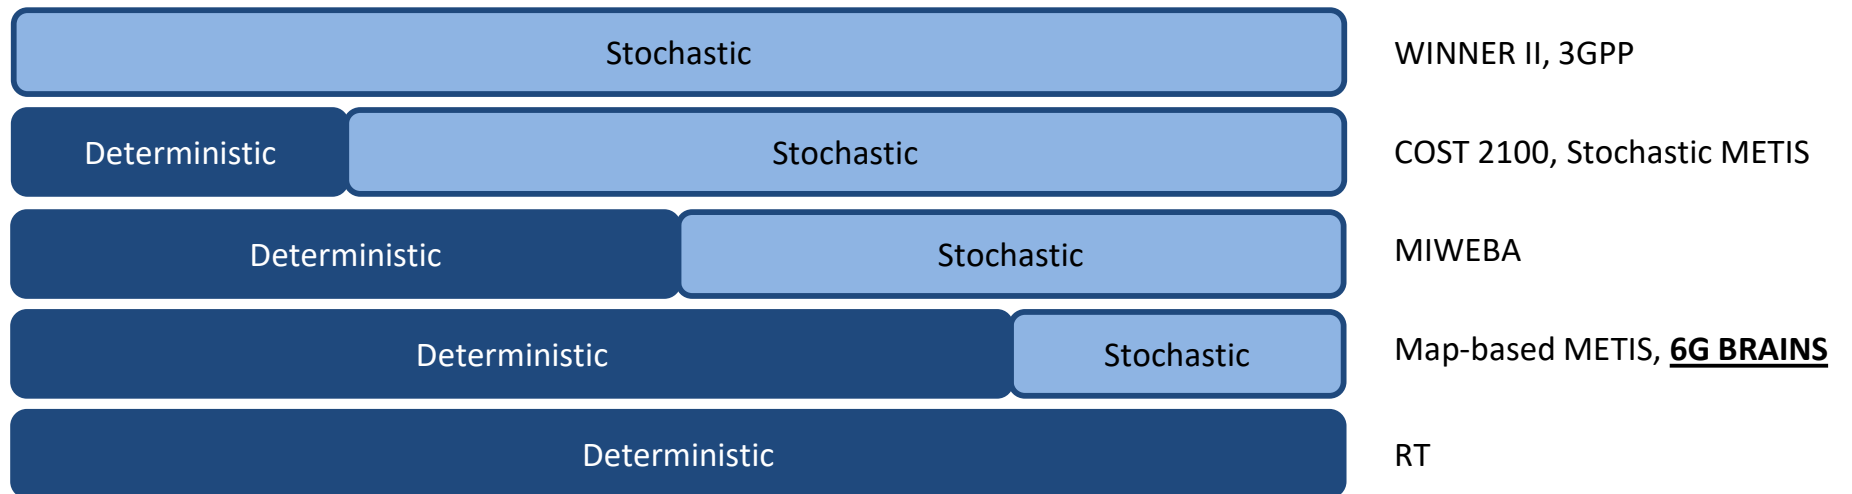 Stochastic WINNER II, 3GPP
Deterministic Stochastic COST 2100, Stochastic METIS
Deterministic Stochastic MIWEBA
Deterministic Stochastic Map-based METIS, 6G BRAINS
Deterministic RT